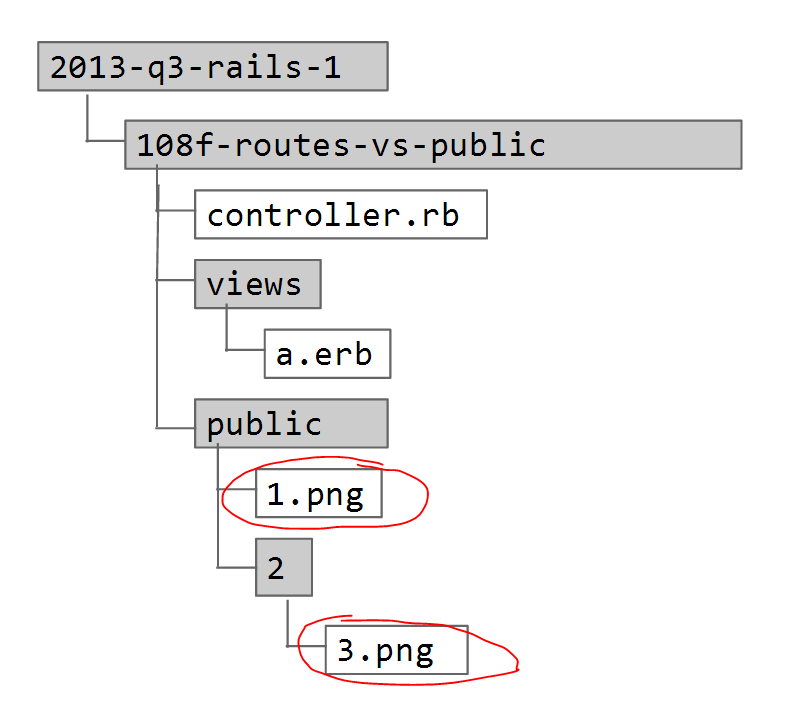 2013-q3-rails-1
108f-routes-vs-public
controller.rb
views
a.erb
public
1.png
2
3.png